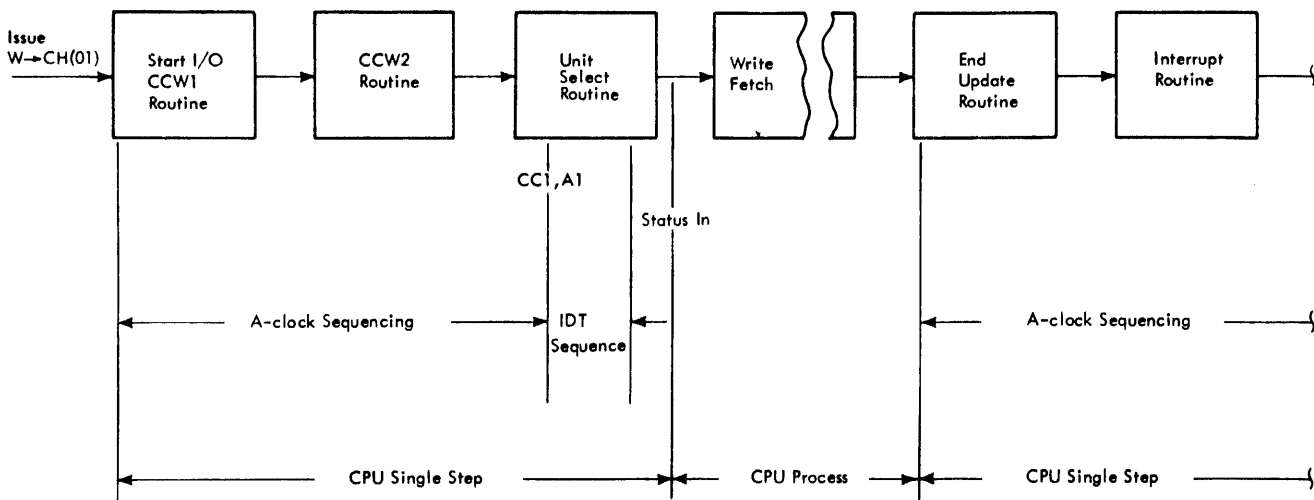 Issue
W→CH(01)
Start I/O
CCW1
Routine
CCW2
Routine
Unit
Select
Routine
Write
Fetch
End
Update
Routine
Interrupt
Routine
CC1,A1
Status In
A-clock Sequencing
IDT
Sequence
A-clock Sequencing
CPU Single Step
CPU Process
CPU Single Step